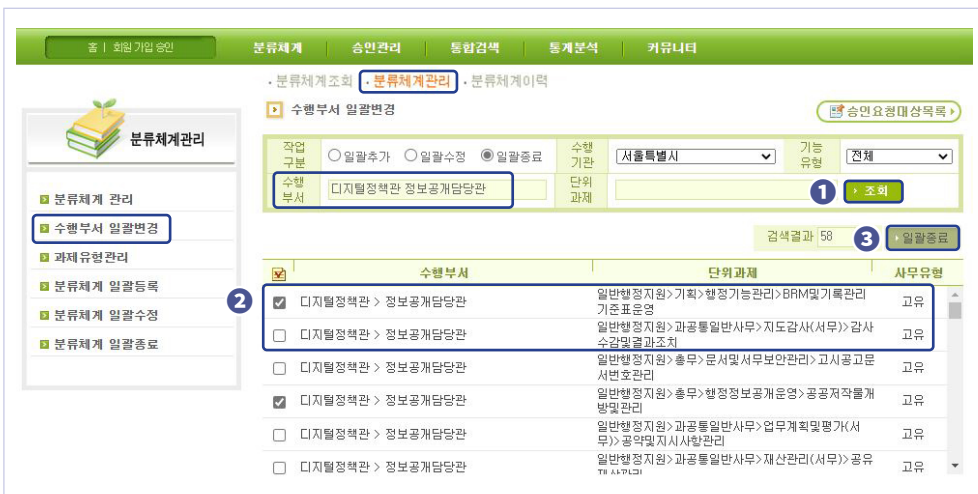 홈 | 회원 가입 승인
분류체계 승인관리 통합검색 통계분석 커뮤니티
· 분류체계조회 · 분류체계관리 · 분류체계이력
수행부서 일괄변경
승인요청대상목록
분류체계관리
분류체계 관리
수행부서 일괄변경
과제유형관리
분류체계 일괄등록
분류체계 일괄수정
분류체계 일괄종료
작업구분 일괄추가 일괄수정 일괄종료 수행기관 서울특별시 기능유형 전체
수행부서 디지털정책관 정보공개담당관 단위과제 1 조회
검색결과 58 3 일괄종료
수행부서 단위과제 사무유형
2
디지털정책관 > 정보공개담당관 일반행정지원>기획>행정기능관리>BRM및기록관리기준표운영 고유
디지털정책관 > 정보공개담당관 일반행정지원>과공통일반사무>지도감사(서무)>감사수감및결과조치 고유
디지털정책관 > 정보공개담당관 일반행정지원>총무>문서및서무보안관리>고시공고문서번호관리 고유
디지털정책관 > 정보공개담당관 일반행정지원>총무>행정정보공개운영>공공저작물개방및관리 고유
디지털정책관 > 정보공개담당관 일반행정지원>과공통일반사무>업무계획및평가(서무)>공약및지시사항관리 고유
디지털정책관 > 정보공개담당관 일반행정지원>과공통일반사무>재산관리(서무)>공유 고유